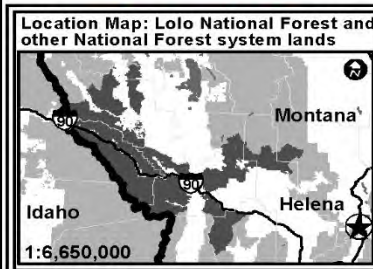 Location Map: Lolo National Forest and
other National Forest system lands
N
Montana
90
90
Idaho
Helena
1:6,650,000